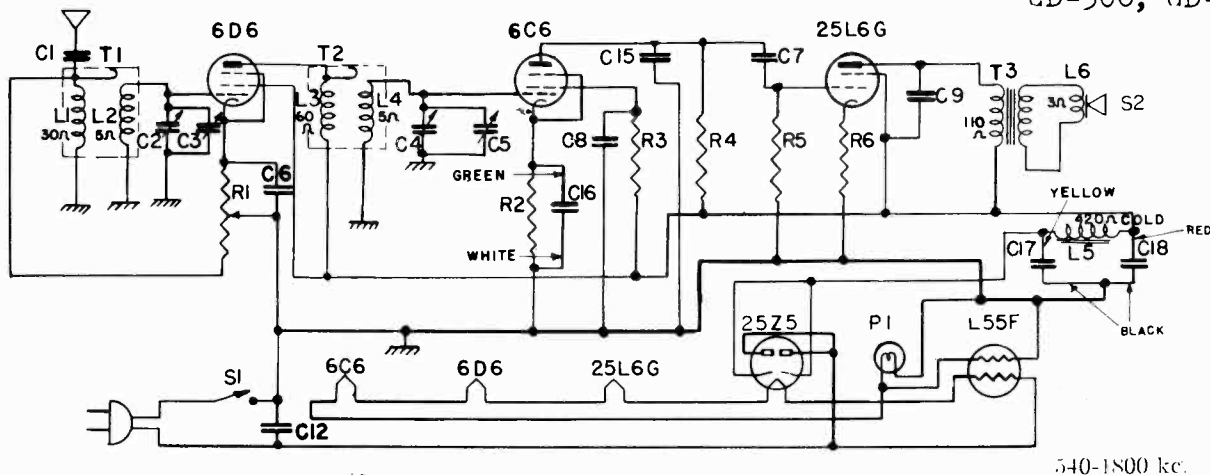 6D6
6C6
25L6G
C1
T1
T2
C15
C7
T3
L6
L1
30Ω
L2
5Ω
C2
C3
L3
60
Ω
L4
5Ω
C4
C5
C8
R3
R4
R5
R6
C9
110
Ω
3Ω
S2
R1
C6
GREEN
R2
C16
WHITE
YELLOW
420Ω COLD
C17
L5
C18
RED
BLACK
25Z5
P1
L55F
6C6
6D6
25L6G
S1
C12
540-1800 kc.